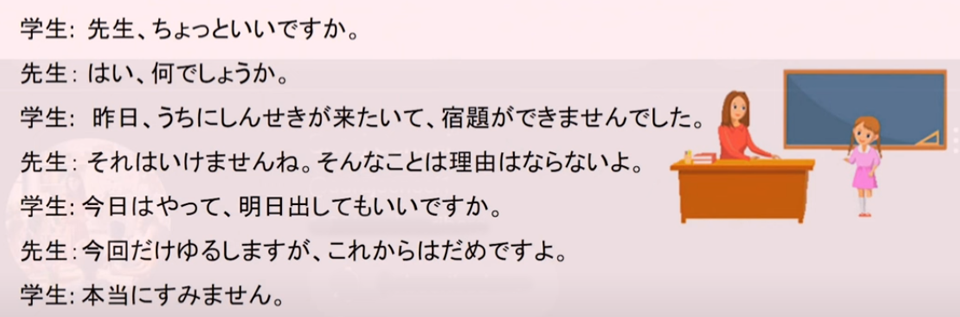 学生: 先生、ちょっといいですか。
先生: はい、何でしょうか。
学生: 昨日、うちにしんせきが来たいて、宿題ができませんでした。
先生: それはいけませんね。そんなことは理由はならないよ。
学生: 今日はやって、明日出してもいいですか。
先生: 今回だけゆるしますが、これからはだめですよ。
学生: 本当にすみません。